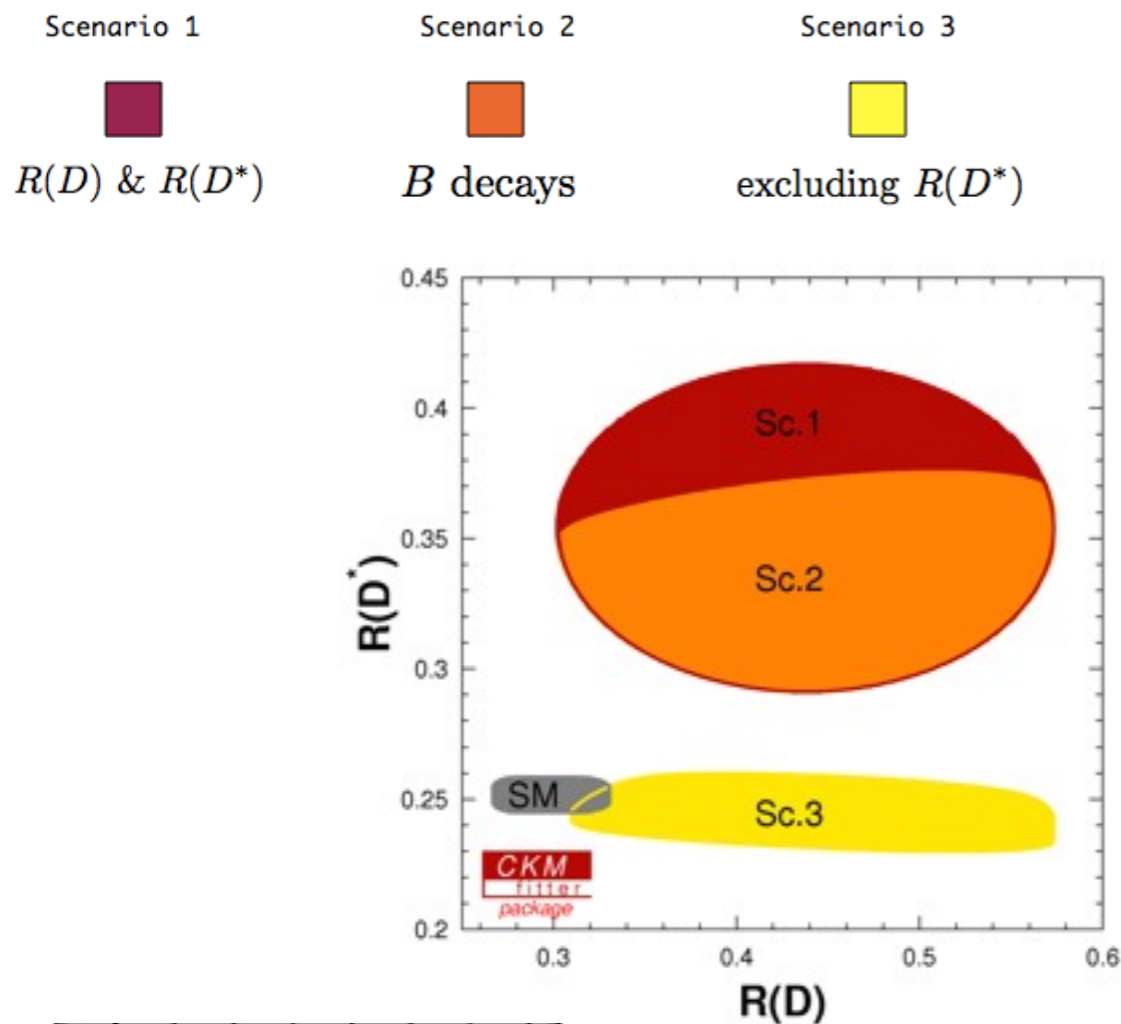 Scenario 1 Scenario 2 Scenario 3
R(D) & R(D*) B decays excluding R(D*)
0.45
0.4
0.35
0.3
0.25
0.2
R(D*)
Sc.1
Sc.2
SM
Sc.3
CKM
fitter
package
0.3 0.4 0.5 0.6
R(D)